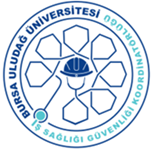 BURSA ULUDAĞ ÜNİVERSİTESİ
İŞ SAĞLIĞI GÜVENLİĞİ KOORDİNATÖRLÜĞÜ